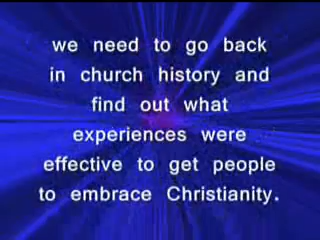 we need to go back
in church history and
find out what
experiences were
effective to get people
to embrace Christianity.